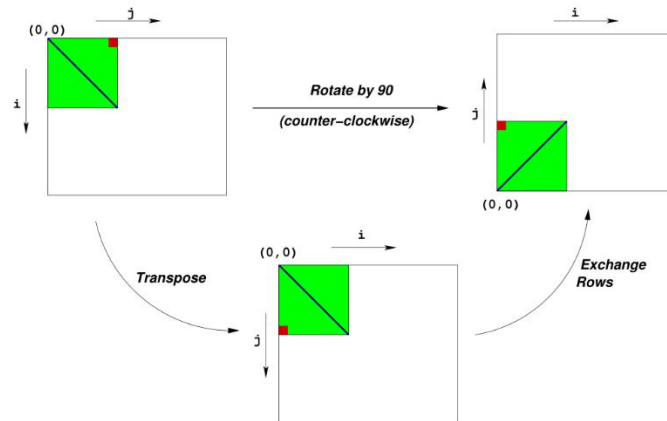 j
(0,0)
i
Rotate by 90
(counter-clockwise)
i
j
(0,0)
Transpose
(0,0)
i
j
Exchange
Rows